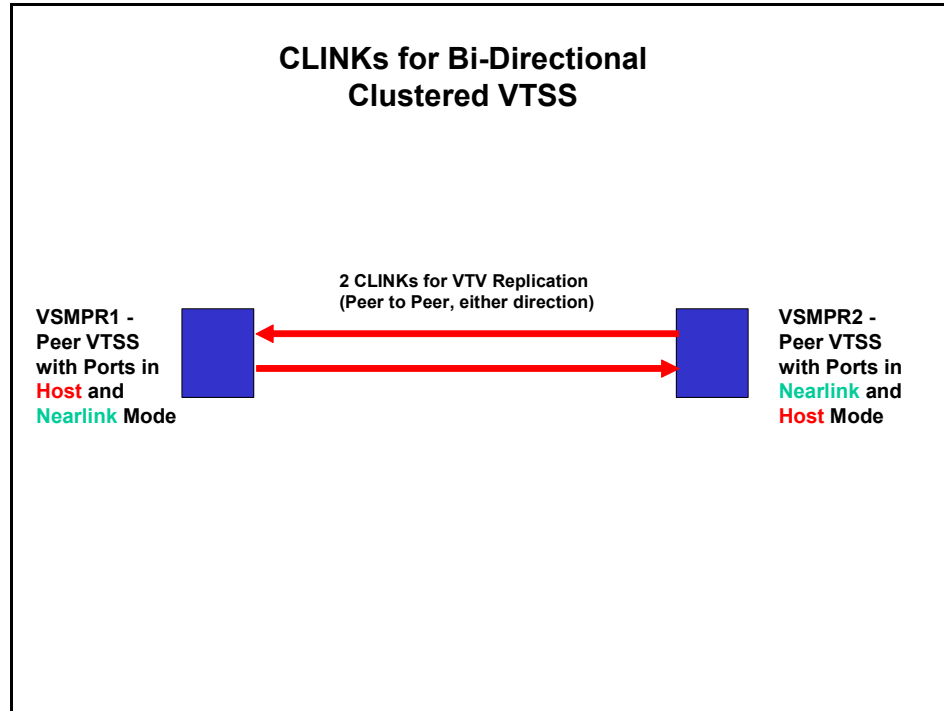 CLINKs for Bi-Directional
Clustered VTSS
2 CLINKs for VTV Replication
(Peer to Peer, either direction)
VSMPR1 -
Peer VTSS
with Ports in
Host and
Nearlink Mode
VSMPR2 -
Peer VTSS
with Ports in
Nearlink and
Host Mode